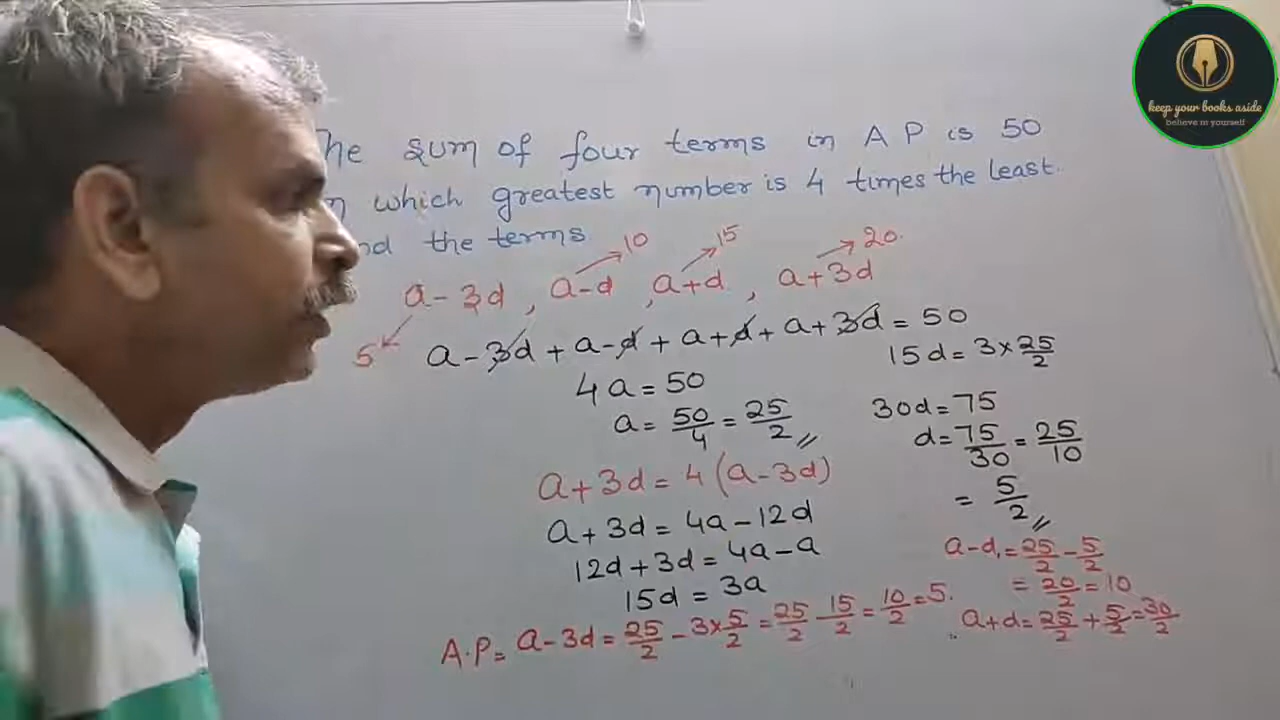 keep your books aside
believe in yourself
he sum of four terms in A P is 50
n which greatest number is 4 times the least.
nd the terms
10 15 20.
a - 3d , a-d , a+d , a+3d
5
a - 3d + a-d + a+d + a+3d = 50
4a = 50
a = 50/4 = 25/2
a+3d = 4(a-3d)
a+3d = 4a-12d
12d+3d = 4a-a
15d = 3a
15d = 3 × 25/2
30d = 75
d = 75/30 = 25/10
= 5/2
A.P = a-3d = 25/2 - 3×5/2 = 25/2 - 15/2 = 10/2 = 5.
a-d = 25/2 - 5/2
= 20/2 = 10
a+d = 25/2 + 5/2 = 30/2